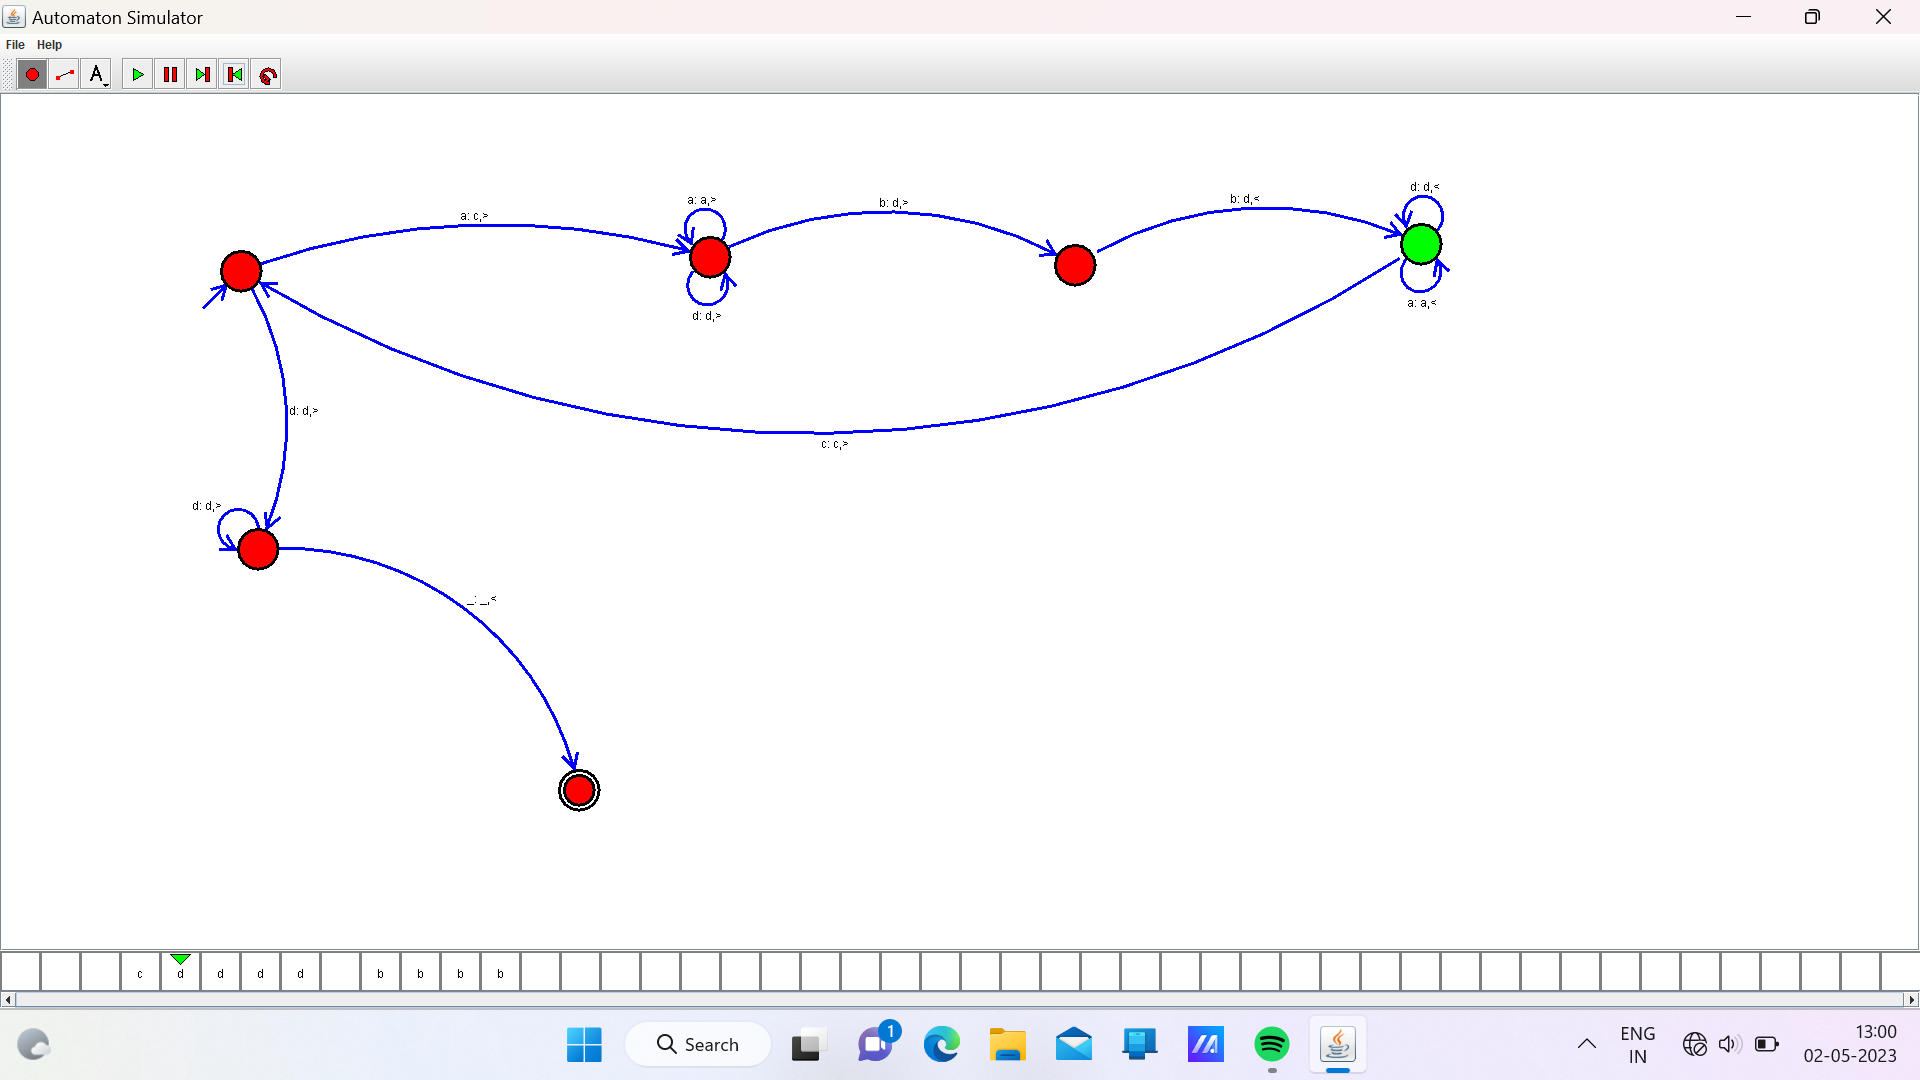 Automaton Simulator
File Help
A
d: d,<
a: a,>
b: d,>
b: d,<
a: c,>
a: a,<
d: d,>
d: d,>
c: c,>
d: d,>
_: _,<
c d d d d b b b b
Search
1
ENG
IN
13:00
02-05-2023